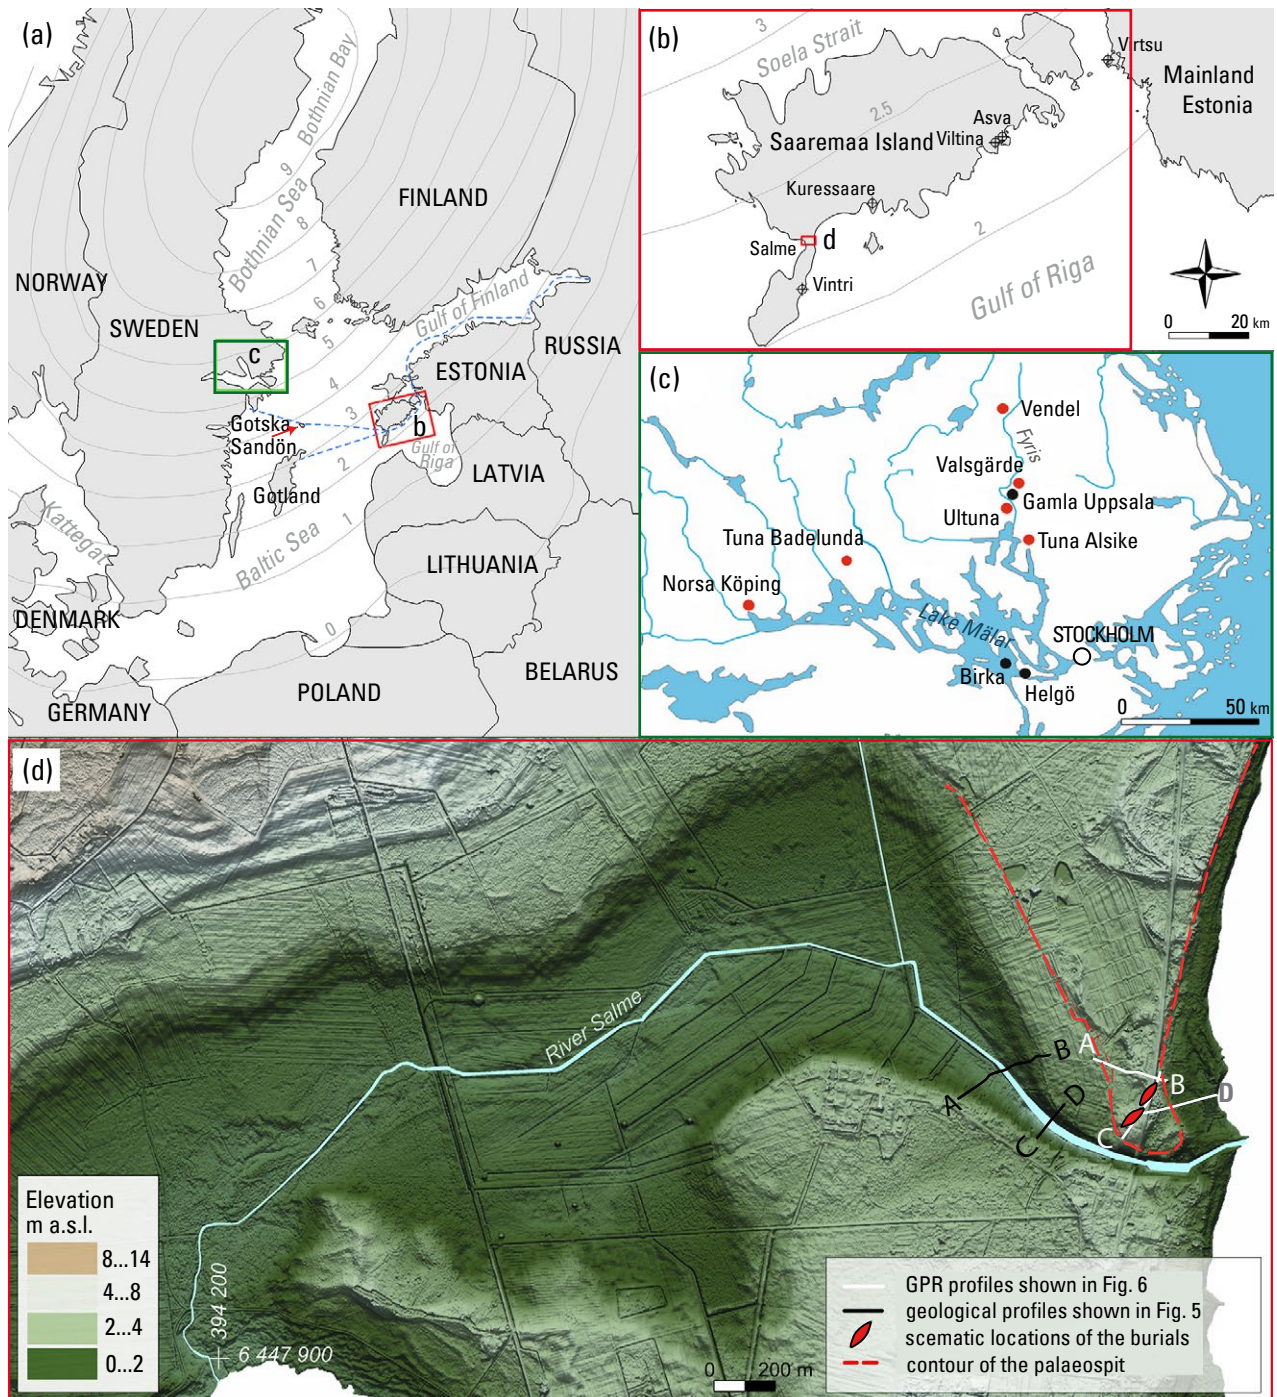 (a)
Bothnian Bay
9
Bothnian Sea
8
7
6
5
4
3
2
1
0
FINLAND
NORWAY
SWEDEN
c
Gulf of Finland
RUSSIA
ESTONIA
b
Gotska
Sandön
Gulf of
Riga
LATVIA
Gotland
Kattegat
Baltic Sea
LITHUANIA
DENMARK
BELARUS
POLAND
GERMANY
(b)
3
Soela Strait
Virtsu
Mainland
Estonia
2.5
Asva
Viltina
Saaremaa Island
Kuressaare
2
Salme
d
Vintri
Gulf of Riga
0 20 km
(c)
Vendel
Fyris
Valsgärde
Gamla Uppsala
Ultuna
Tuna Badelunda
Tuna Alsike
Norsa Köping
Lake Mälar
STOCKHOLM
Birka
Helgö
0 50 km
(d)
River Salme
A
B
C
D
A
B
C
D
Elevation
m a.s.l.
8...14
4...8
2...4
0...2
394 200
6 447 900
0 200 m
GPR profiles shown in Fig. 6
geological profiles shown in Fig. 5
scematic locations of the burials
contour of the palaeospit